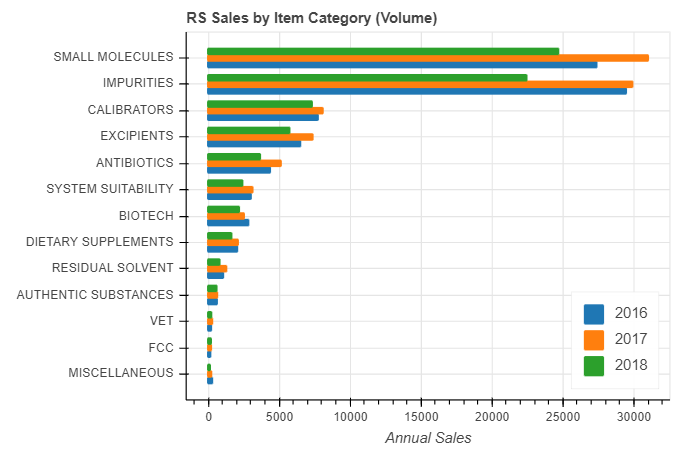 RS Sales by Item Category (Volume)
SMALL MOLECULES
IMPURITIES
CALIBRATORS
EXCIPIENTS
ANTIBIOTICS
SYSTEM SUITABILITY
BIOTECH
DIETARY SUPPLEMENTS
RESIDUAL SOLVENT
AUTHENTIC SUBSTANCES
VET
FCC
MISCELLANEOUS
2016
2017
2018
0 5000 10000 15000 20000 25000 30000
Annual Sales